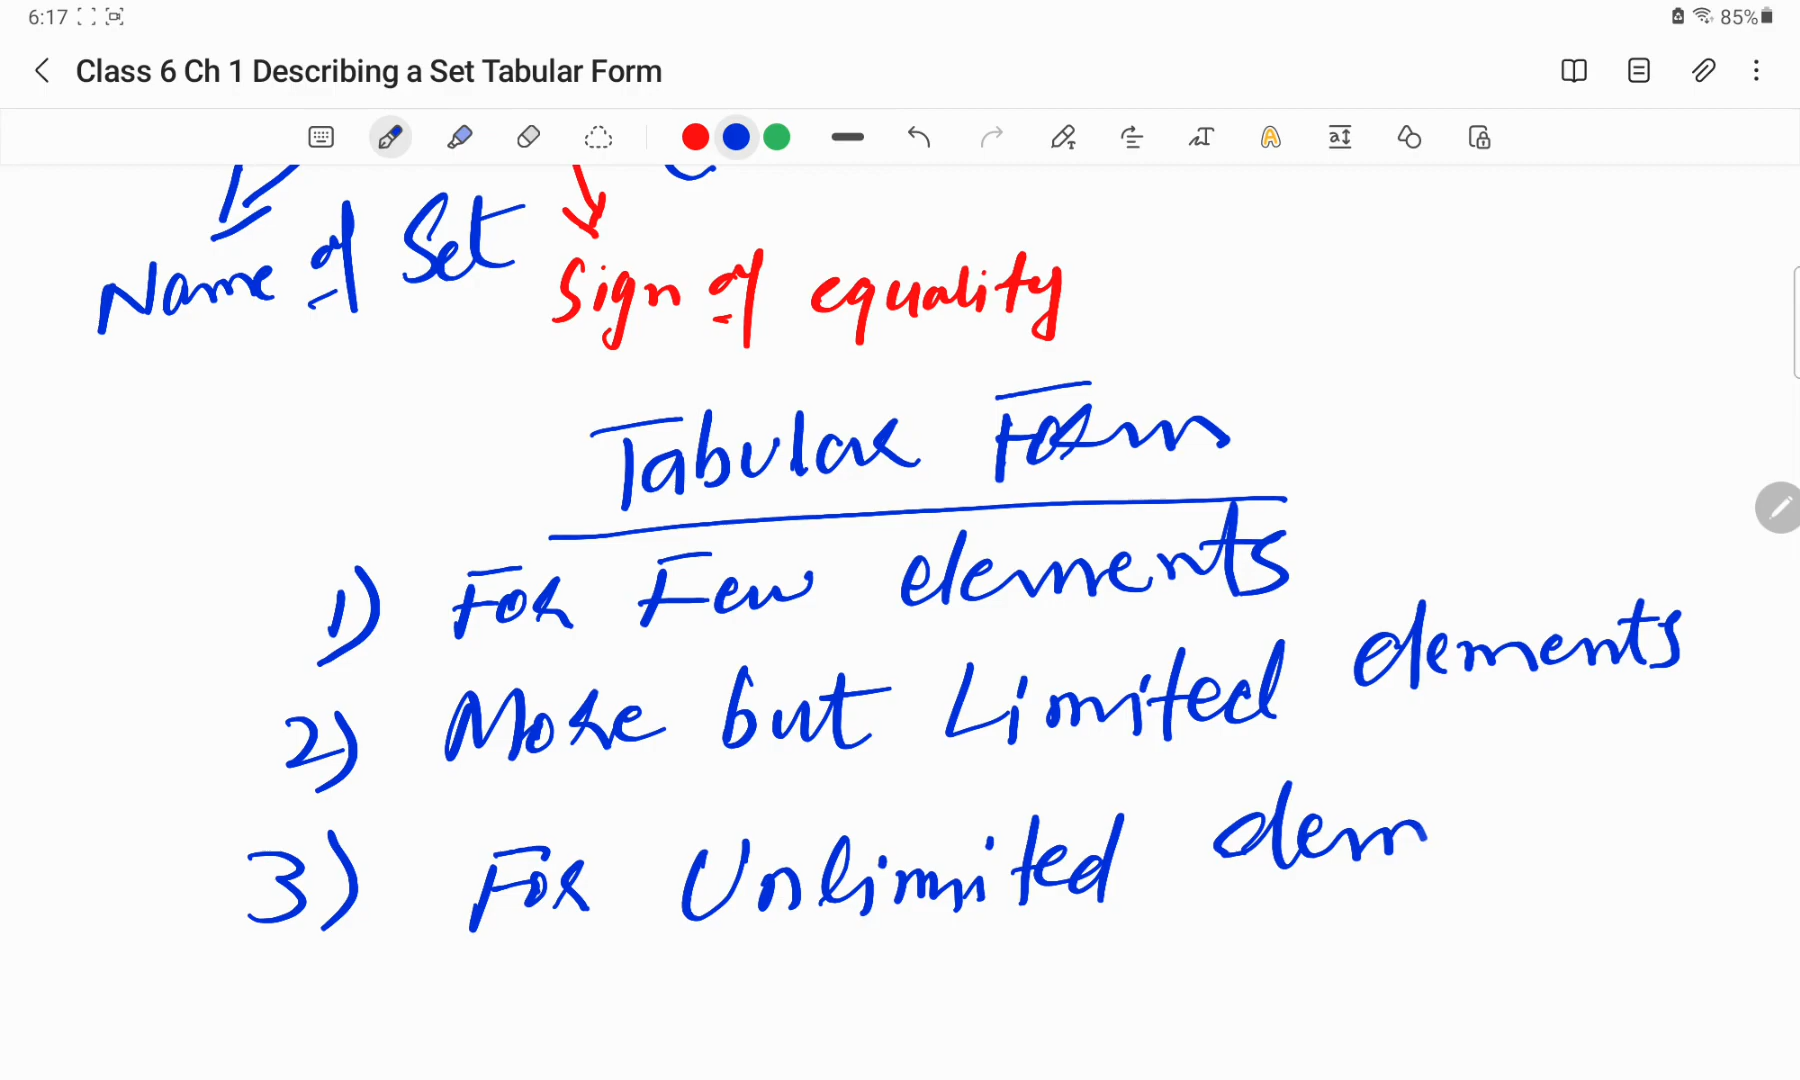 6:17
85%
Class 6 Ch 1 Describing a Set Tabular Form
Name of Set
Sign of equality
Tabular Form
1) For Few elements
2) More but Limited elements
3) For Unlimited elem